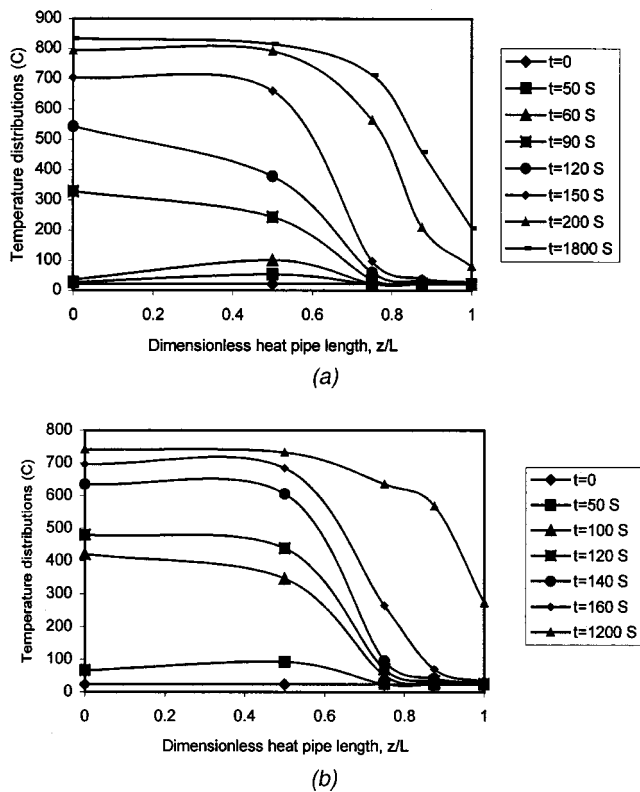 Temperature distributions (C)
900
800
700
600
500
400
300
200
100
0
0 0.2 0.4 0.6 0.8 1
Dimensionless heat pipe length, z/L
t=0
t=50 S
t=60 S
t=90 S
t=120 S
t=150 S
t=200 S
t=1800 S
(a)
Temperature distributions (C)
800
700
600
500
400
300
200
100
0
0 0.2 0.4 0.6 0.8 1
Dimensionless heat pipe length, z/L
t=0
t=50 S
t=100 S
t=120 S
t=140 S
t=160 S
t=1200 S
(b)